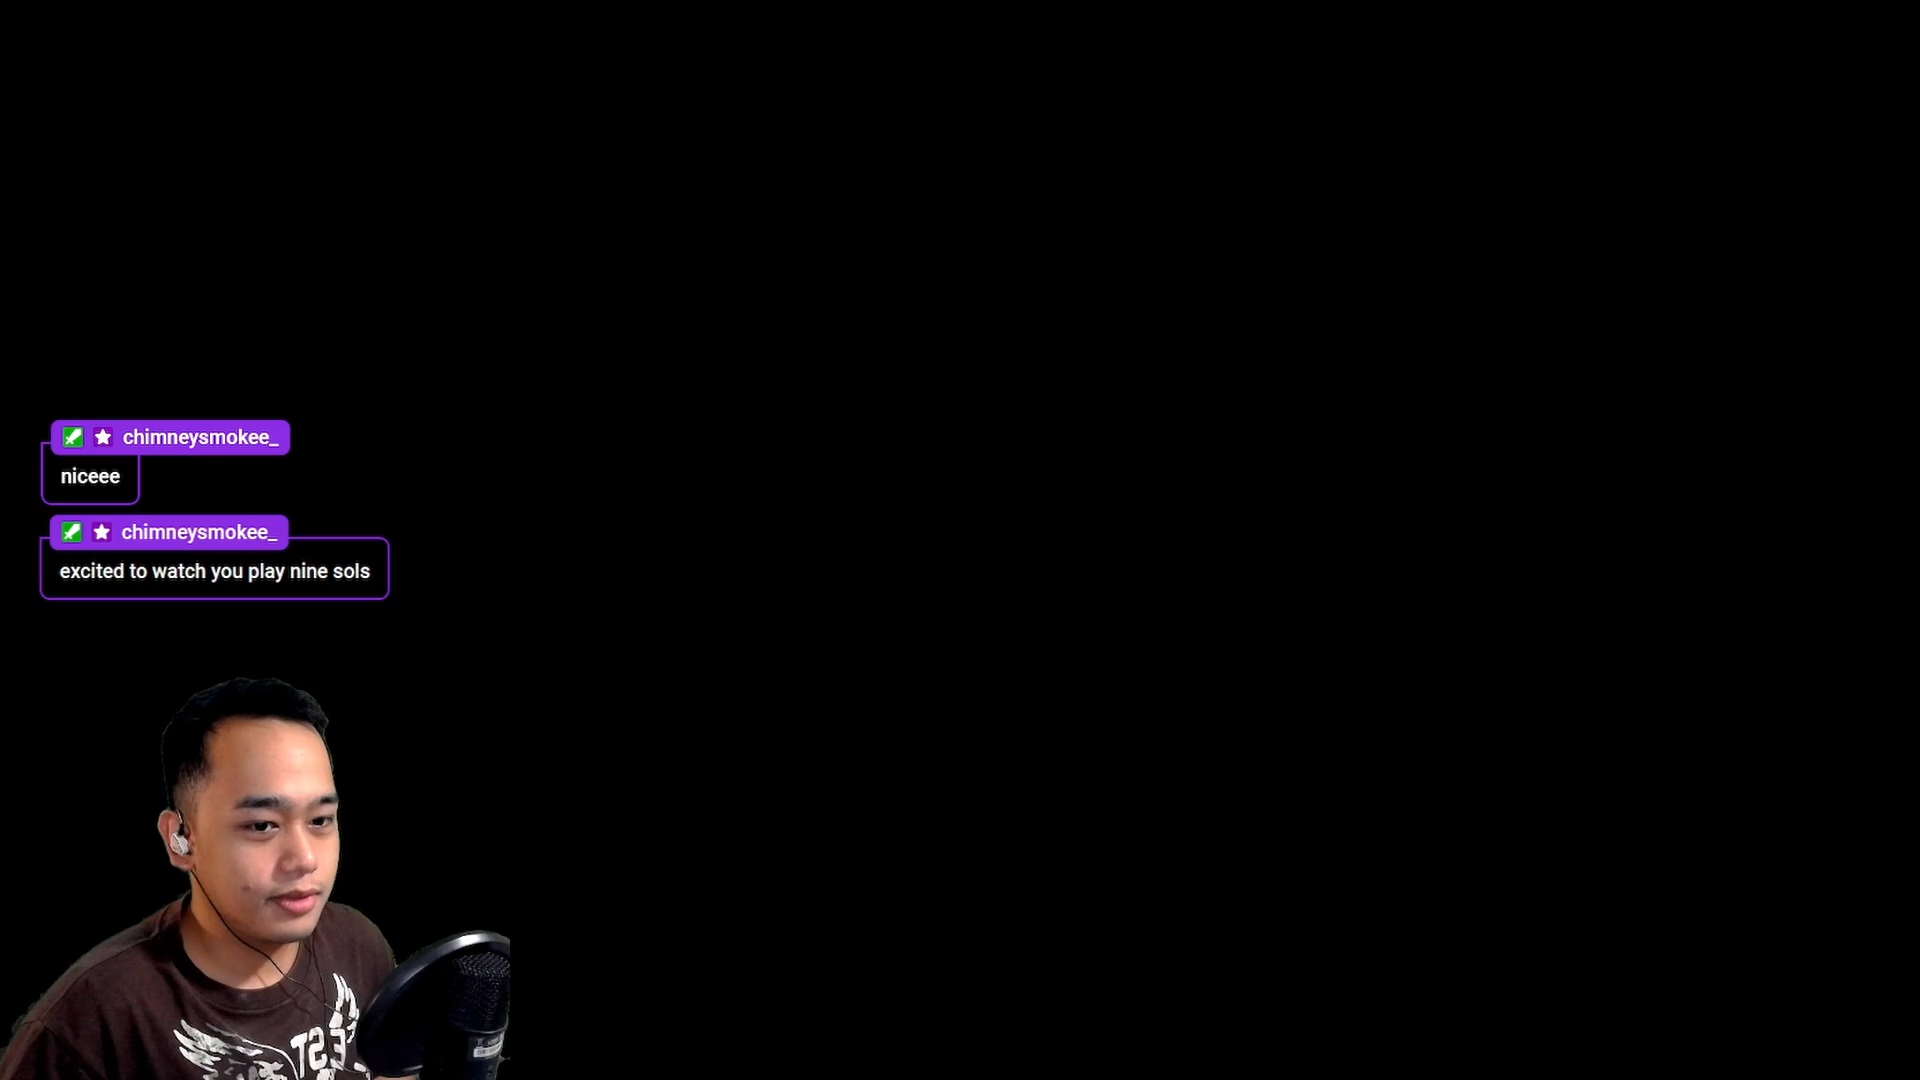 chimneysmokee_
niceee
chimneysmokee_
excited to watch you play nine sols